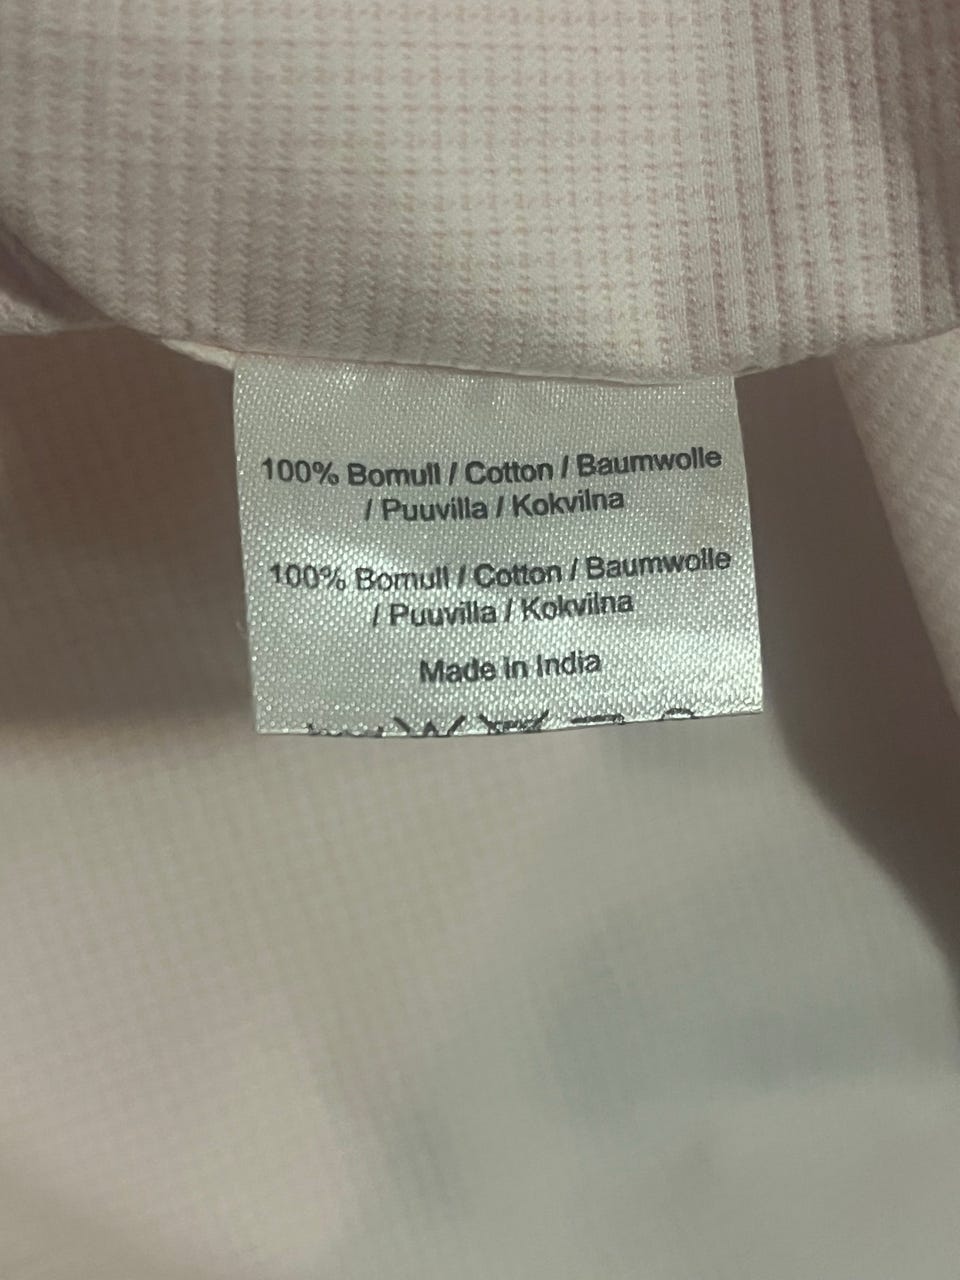 100% Bomull / Cotton / Baumwolle
/ Puuvilla / Kokvilna
100% Bomull / Cotton / Baumwolle
/ Puuvilla / Kokvilna
Made in India